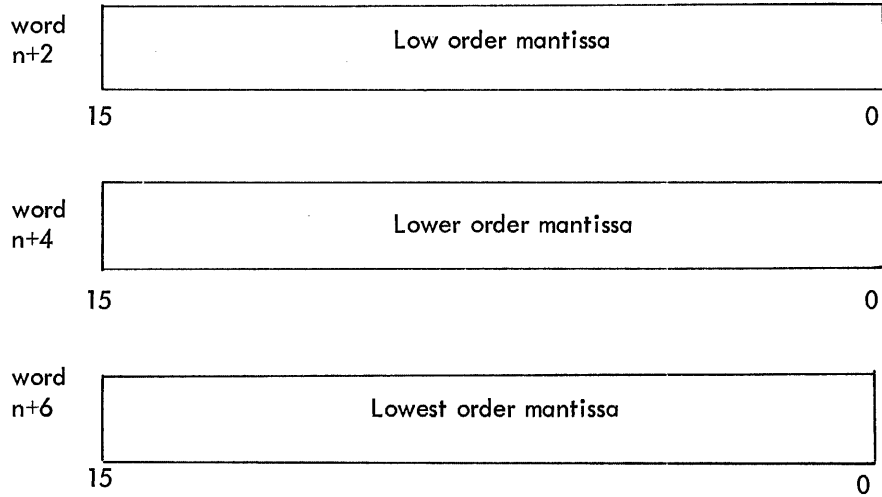 word
n+2
Low order mantissa
15 0
word
n+4
Lower order mantissa
15 0
word
n+6
Lowest order mantissa
15 0